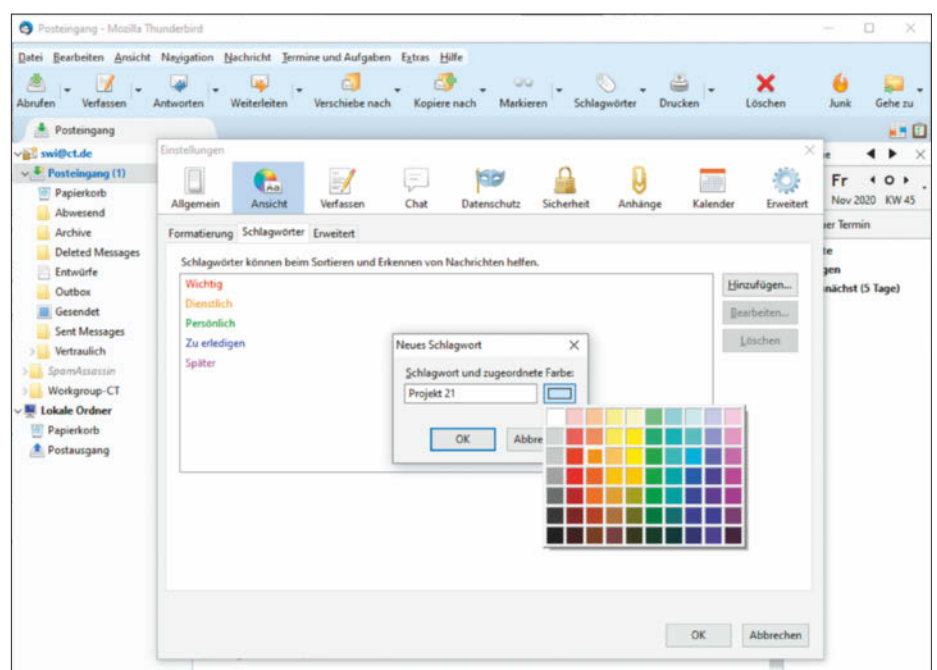 Posteingang - Mozilla Thunderbird
Datei Bearbeiten Ansicht Navigation Nachricht Termine und Aufgaben Extras Hilfe
Abrufen Verfassen Antworten Weiterleiten Verschiebe nach Kopiere nach Markieren Schlagwörter Drucken Löschen Junk Gehe zu
Posteingang
swi@ct.de
Posteingang (1)
Papierkorb
Abwesend
Archive
Deleted Messages
Entwürfe
Outbox
Gesendet
Sent Messages
Vertraulich
SpamAssassin
Workgroup-CT
Lokale Ordner
Papierkorb
Postausgang
Einstellungen
Allgemein Ansicht Verfassen Chat Datenschutz Sicherheit Anhänge Kalender Erweitert
Formatierung Schlagwörter Erweitert
Schlagwörter können beim Sortieren und Erkennen von Nachrichten helfen.
Wichtig
Dienstlich
Persönlich
Zu erledigen
Später
Hinzufügen...
Bearbeiten...
Löschen
Neues Schlagwort
Schlagwort und zugeordnete Farbe:
Projekt 21
OK Abbre
OK Abbrechen
e
Fr
Nov 2020 KW 45
er Termin
te
gen
nächst (5 Tage)